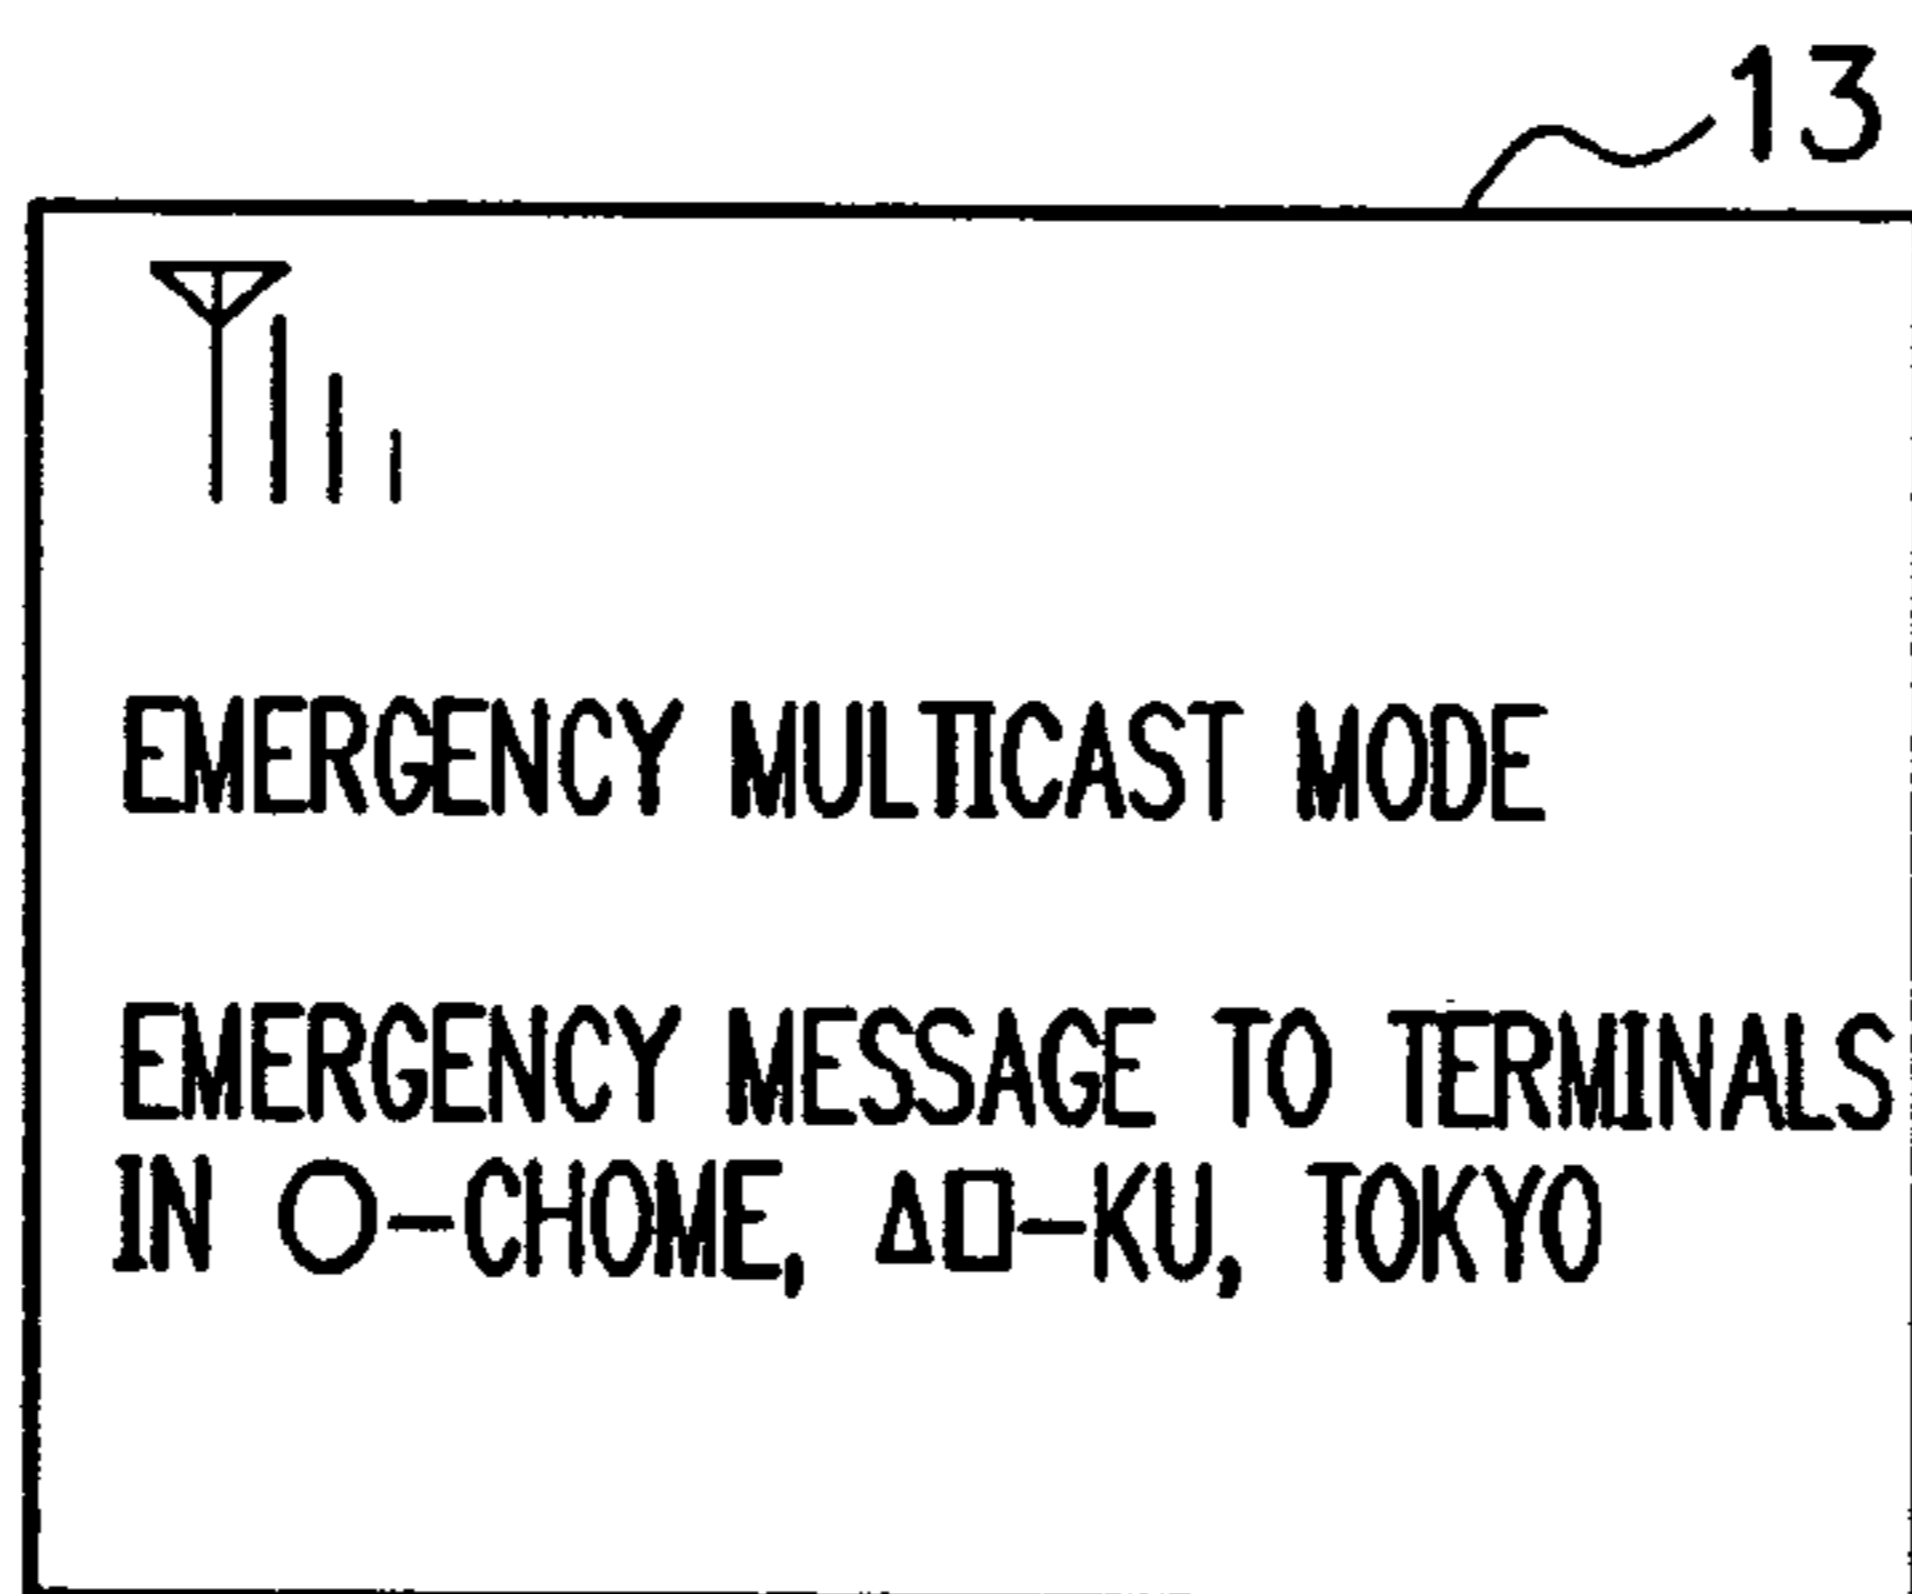 13
EMERGENCY MULTICAST MODE
EMERGENCY MESSAGE TO TERMINALS
IN ○-CHOME, △□-KU, TOKYO